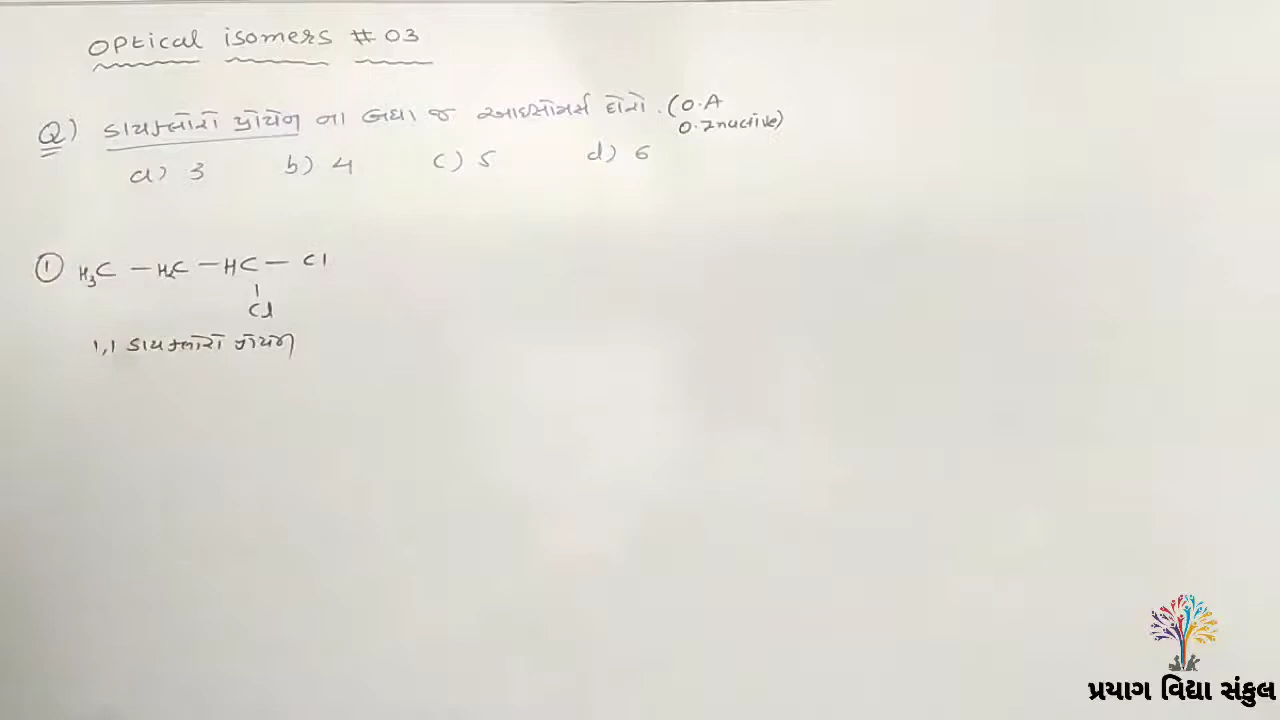 Optical isomers # 03
Q) ડાયક્લોરો પ્રોપેન ના બધા જ આઇસોમર્સ દોરો. (O.A
O.Inactive)
a) 3 b) 4 c) 5 d) 6
① H₃C – H₂C – HC – Cl
Cl
1,1 ડાયક્લોરો પ્રોપેન
પ્રયાગ વિદ્યા સંકુલ